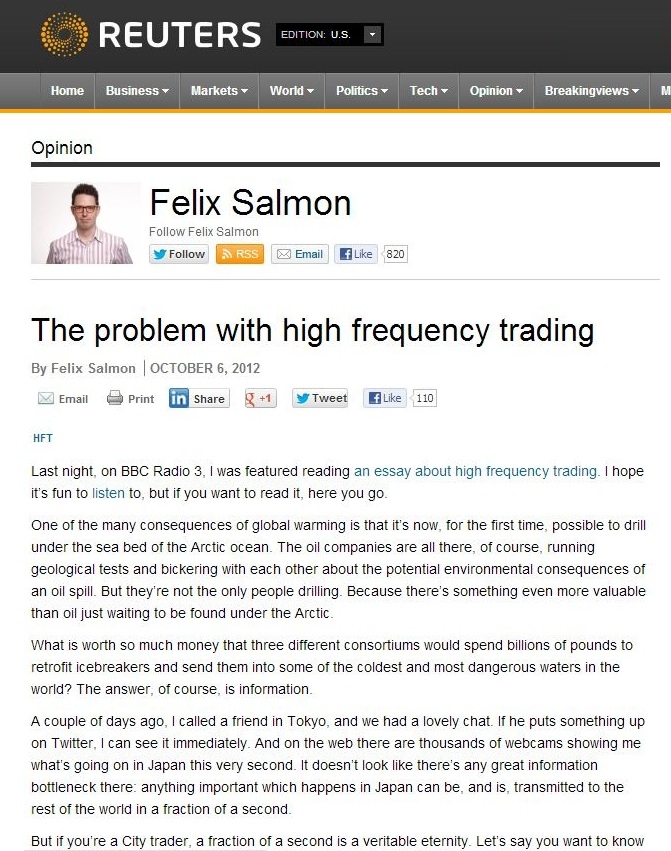 REUTERS EDITION: U.S.
Home Business Markets World Politics Tech Opinion Breakingviews M
Opinion
Felix Salmon
Follow Felix Salmon
Follow RSS Email Like 820
The problem with high frequency trading
By Felix Salmon | OCTOBER 6, 2012
Email Print in Share g +1 Tweet Like 110
HFT
Last night, on BBC Radio 3, I was featured reading an essay about high frequency trading. I hope
it's fun to listen to, but if you want to read it, here you go.
One of the many consequences of global warming is that it's now, for the first time, possible to drill
under the sea bed of the Arctic ocean. The oil companies are all there, of course, running
geological tests and bickering with each other about the potential environmental consequences of
an oil spill. But they're not the only people drilling. Because there's something even more valuable
than oil just waiting to be found under the Arctic.
What is worth so much money that three different consortiums would spend billions of pounds to
retrofit icebreakers and send them into some of the coldest and most dangerous waters in the
world? The answer, of course, is information.
A couple of days ago, I called a friend in Tokyo, and we had a lovely chat. If he puts something up
on Twitter, I can see it immediately. And on the web there are thousands of webcams showing me
what's going on in Japan this very second. It doesn't look like there's any great information
bottleneck there: anything important which happens in Japan can be, and is, transmitted to the
rest of the world in a fraction of a second.
But if you're a City trader, a fraction of a second is a veritable eternity. Let's say you want to know